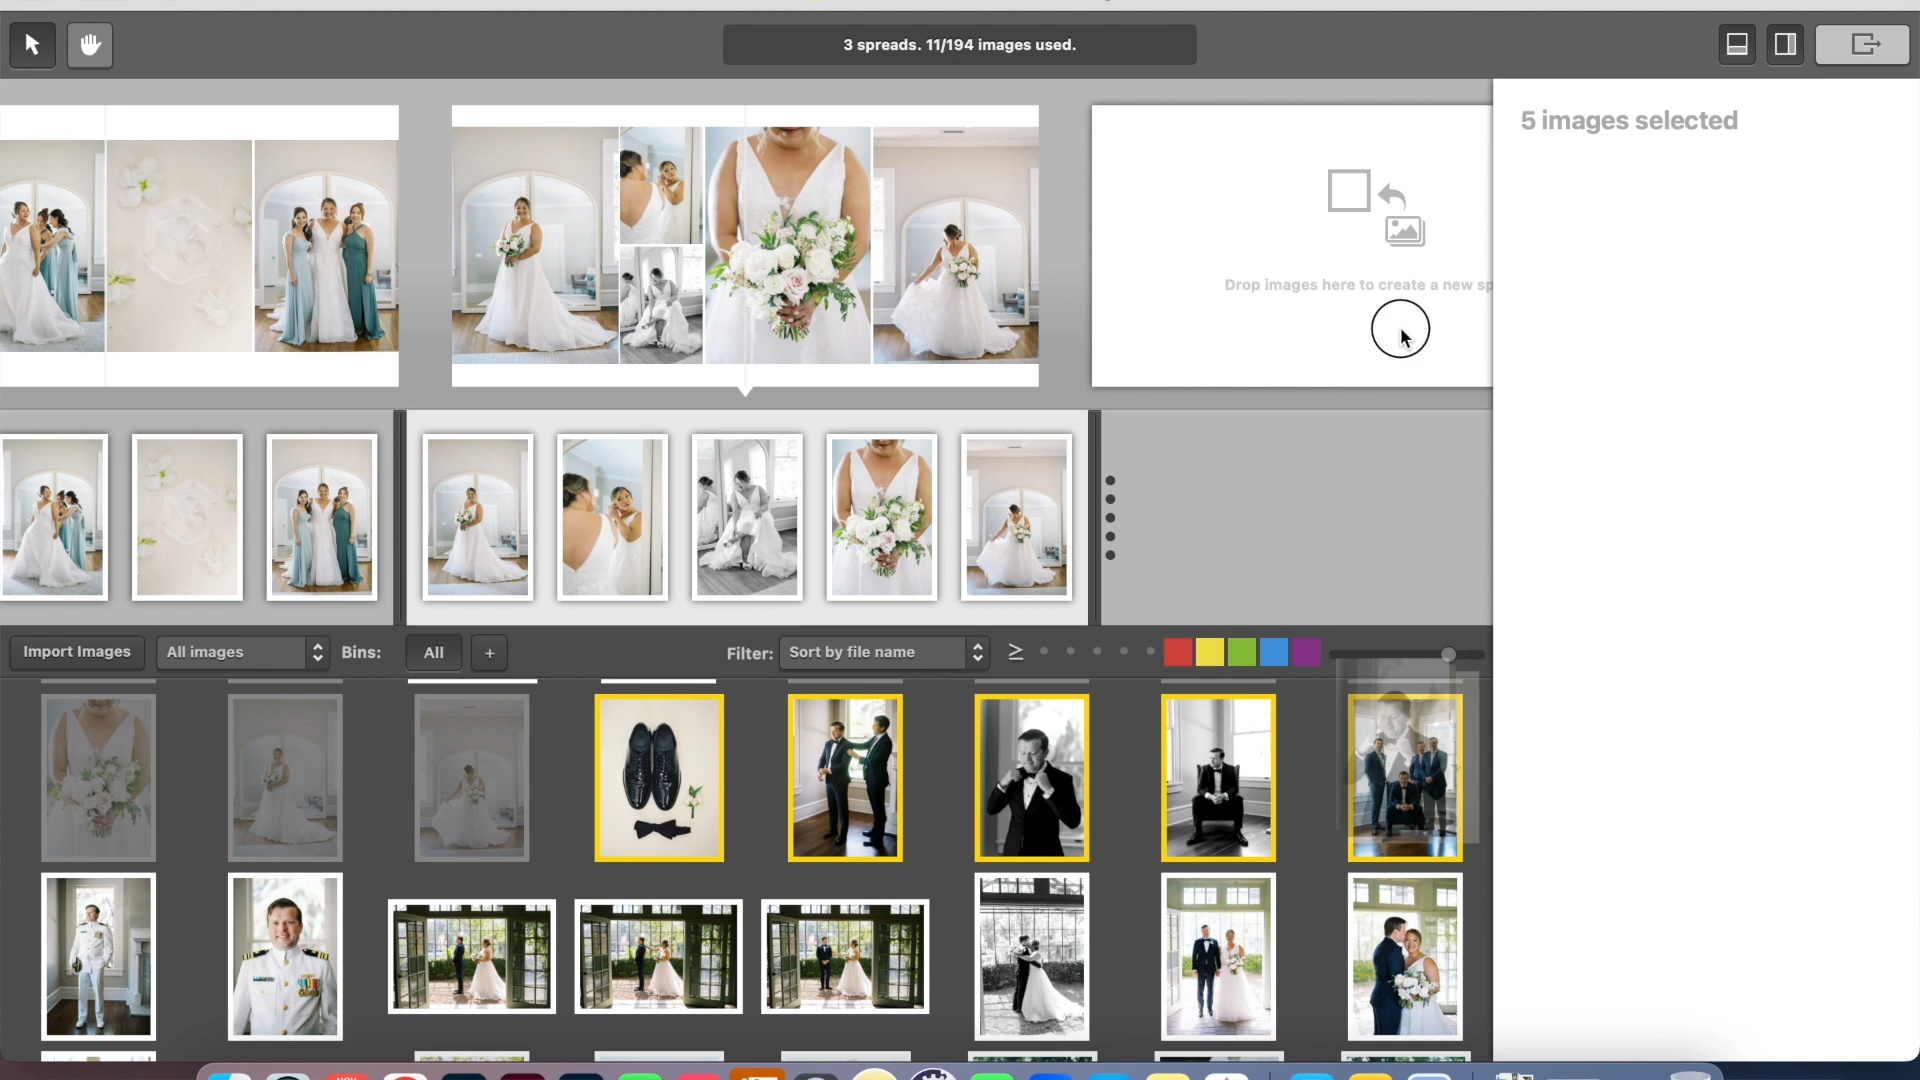 3 spreads. 11/194 images used.
5 images selected
Drop images here to create a new sp
Import Images
All images
Bins:
All
+
Filter:
Sort by file name
≥
NOV